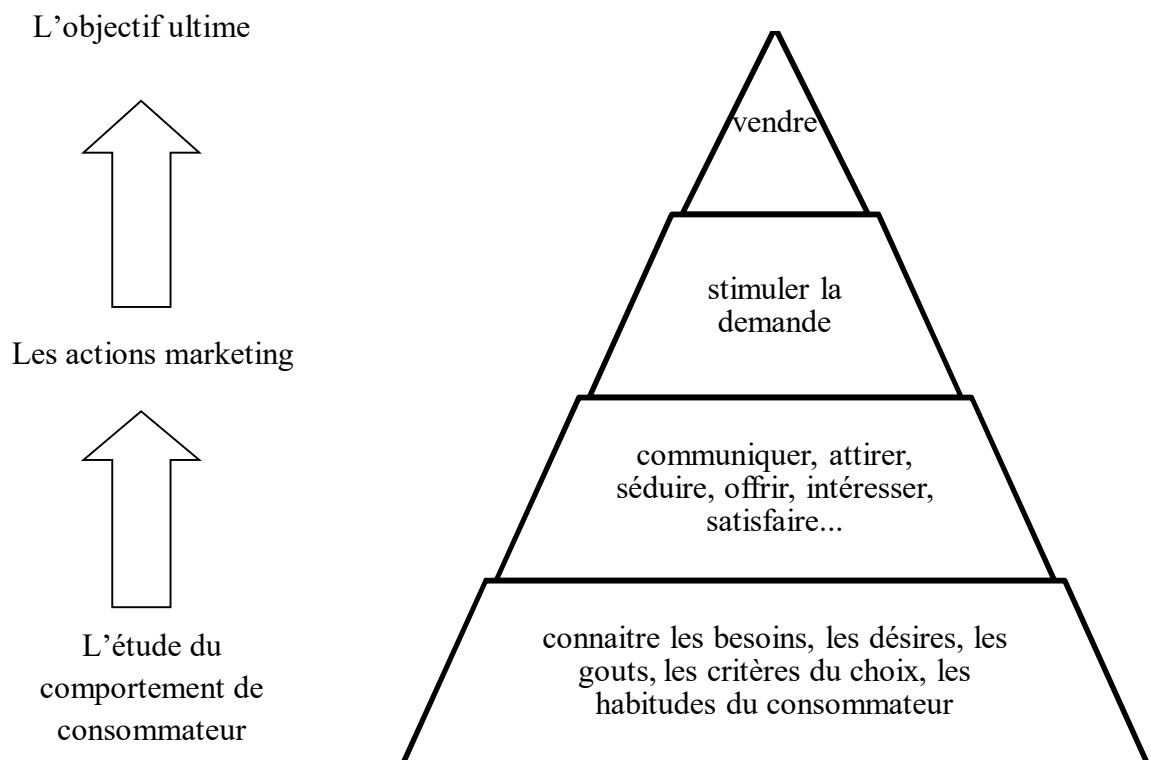 L’objectif ultime
vendre
stimuler la
demande
Les actions marketing
communiquer, attirer,
séduire, offrir, intéresser,
satisfaire...
L’étude du
comportement de
consommateur
connaitre les besoins, les désires, les
gouts, les critères du choix, les
habitudes du consommateur